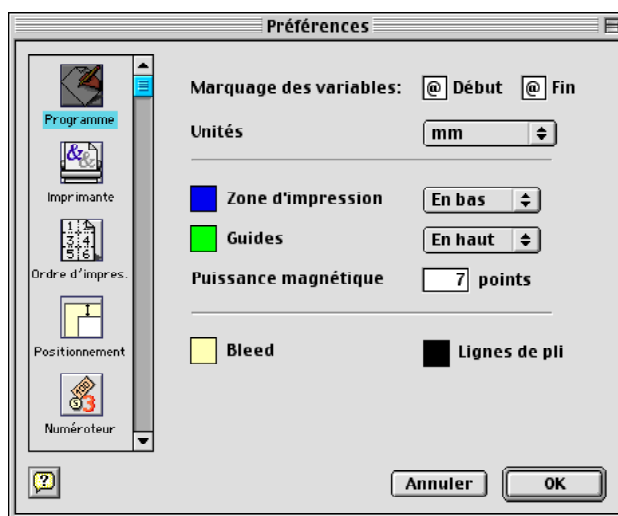 Préférences
Programme
Imprimante
Ordre d'impres.
Positionnement
Numéroteur
Marquage des variables: @ Début @ Fin
Unités mm
Zone d'impression En bas
Guides En haut
Puissance magnétique 7 points
Bleed Lignes de pli
Annuler OK